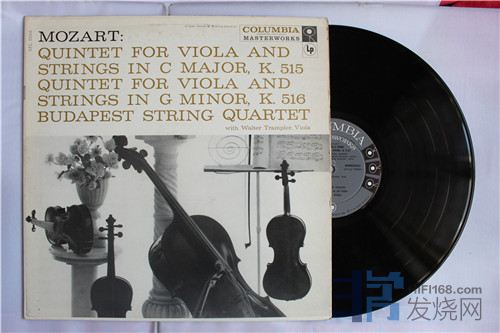 MOZART:
COLUMBIA
MASTERWORKS
LP
QUINTET FOR VIOLA AND
STRINGS IN C MAJOR, K. 515
QUINTET FOR VIOLA AND
STRINGS IN G MINOR, K. 516
BUDAPEST STRING QUARTET
with Walter Trampler, Viola
HIFI168.com
发烧网